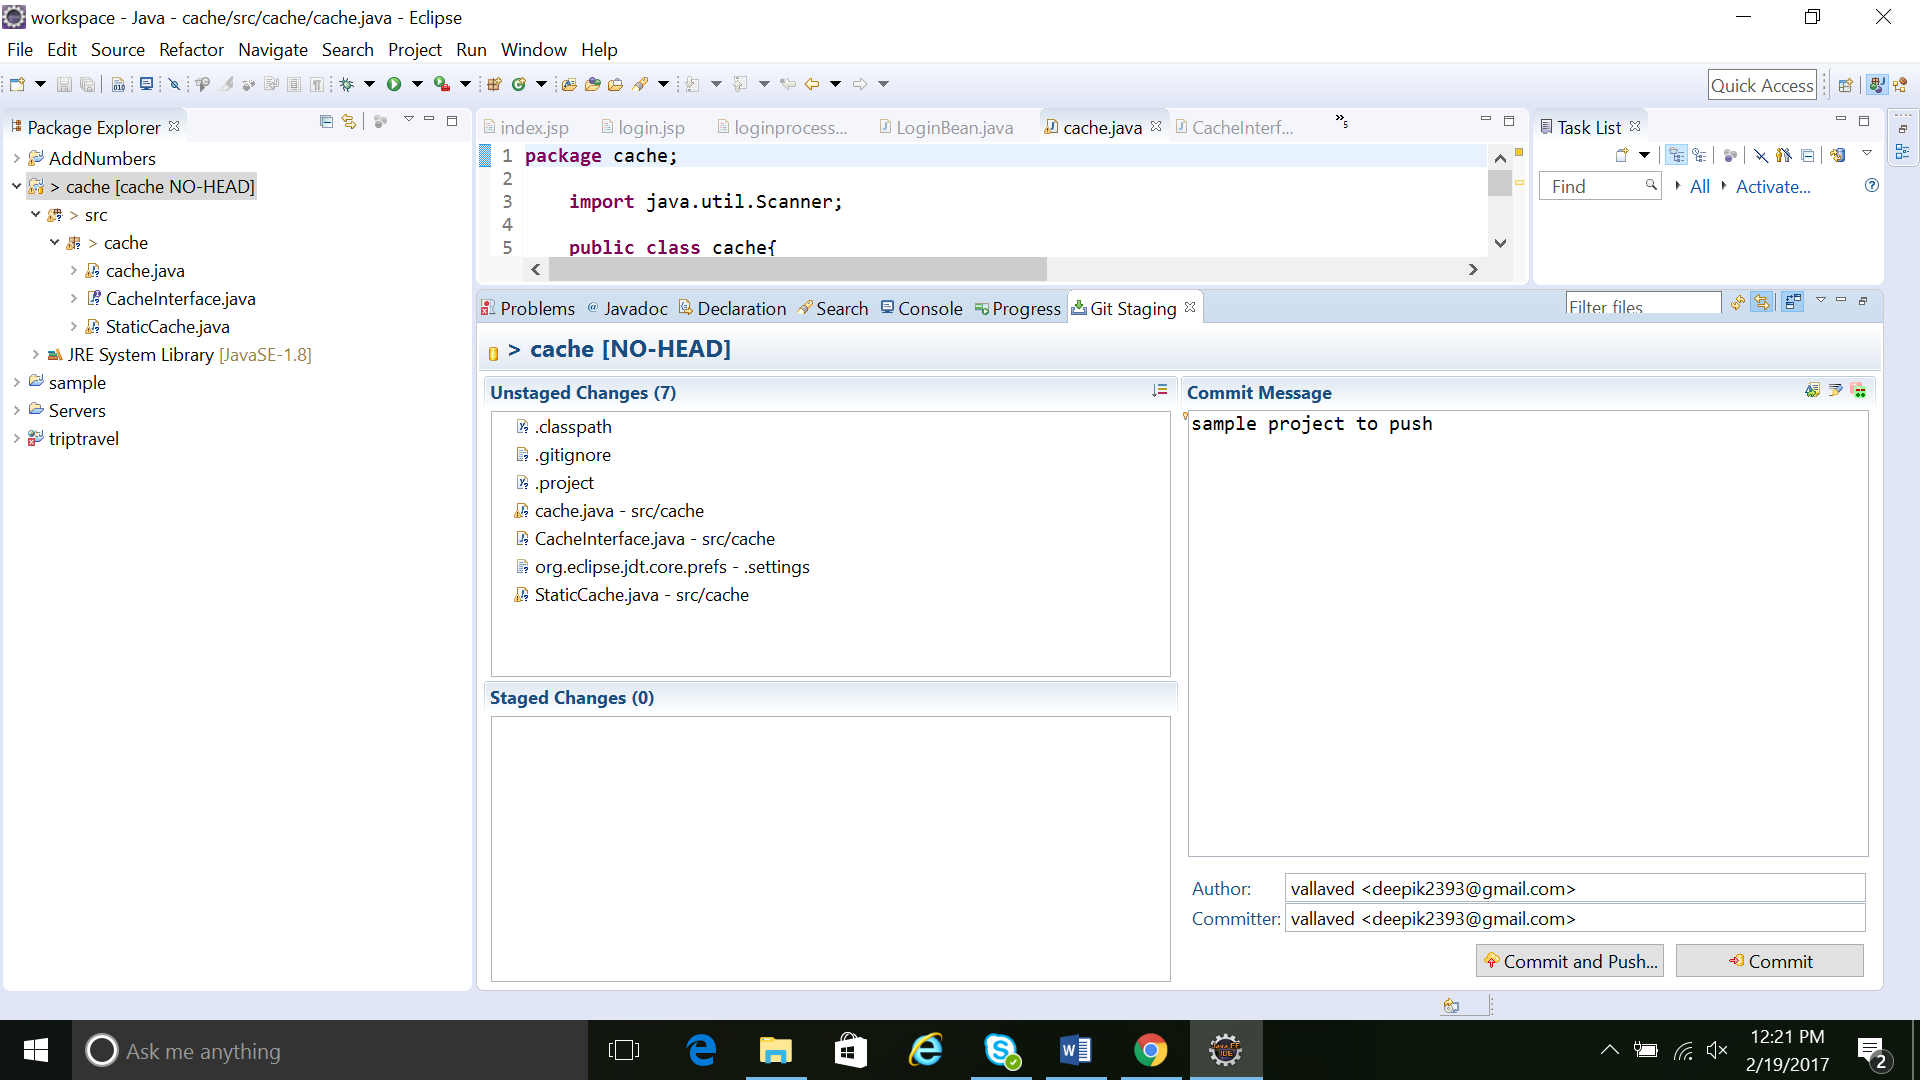 workspace - Java - cache/src/cache/cache.java - Eclipse
File Edit Source Refactor Navigate Search Project Run Window Help
Quick Access
Package Explorer
AddNumbers
> cache [cache NO-HEAD]
> src
> cache
cache.java
CacheInterface.java
StaticCache.java
JRE System Library [JavaSE-1.8]
sample
Servers
triptravel
index.jsp login.jsp loginprocess... LoginBean.java cache.java CacheInterf... »5
1 package cache;
2
3 import java.util.Scanner;
4
5 public class cache{
Task List
Find All Activate...
Problems @ Javadoc Declaration Search Console Progress Git Staging
Filter files
> cache [NO-HEAD]
Unstaged Changes (7)
.classpath
.gitignore
.project
cache.java - src/cache
CacheInterface.java - src/cache
org.eclipse.jdt.core.prefs - .settings
StaticCache.java - src/cache
Staged Changes (0)
Commit Message
sample project to push
Author: vallaved <deepik2393@gmail.com>
Committer: vallaved <deepik2393@gmail.com>
Commit and Push... Commit
Ask me anything
12:21 PM
2/19/2017
2